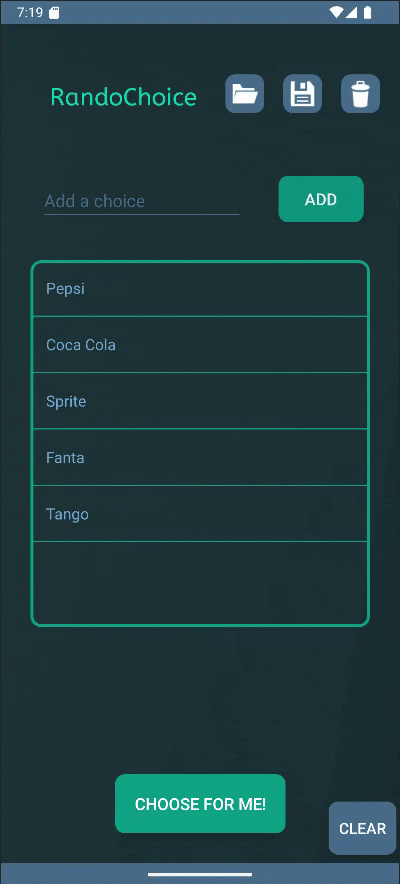 7:19
RandoChoice
Add a choice
ADD
Pepsi
Coca Cola
Sprite
Fanta
Tango
CHOOSE FOR ME!
CLEAR